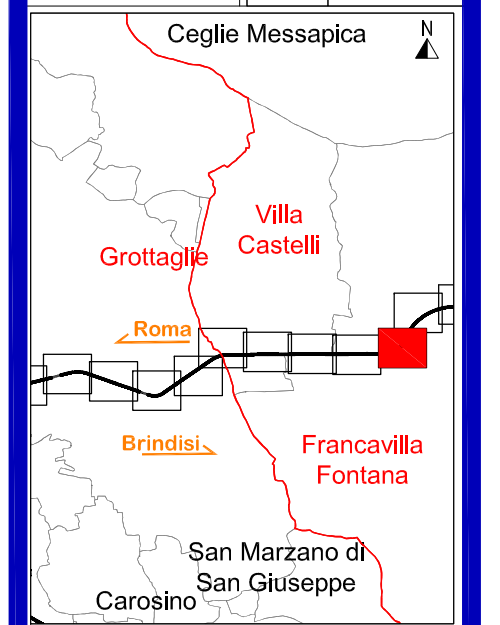 Ceglie Messapica
N
Villa
Castelli
Grottaglie
Roma
Brindisi
Francavilla
Fontana
San Marzano di
San Giuseppe
Carosino